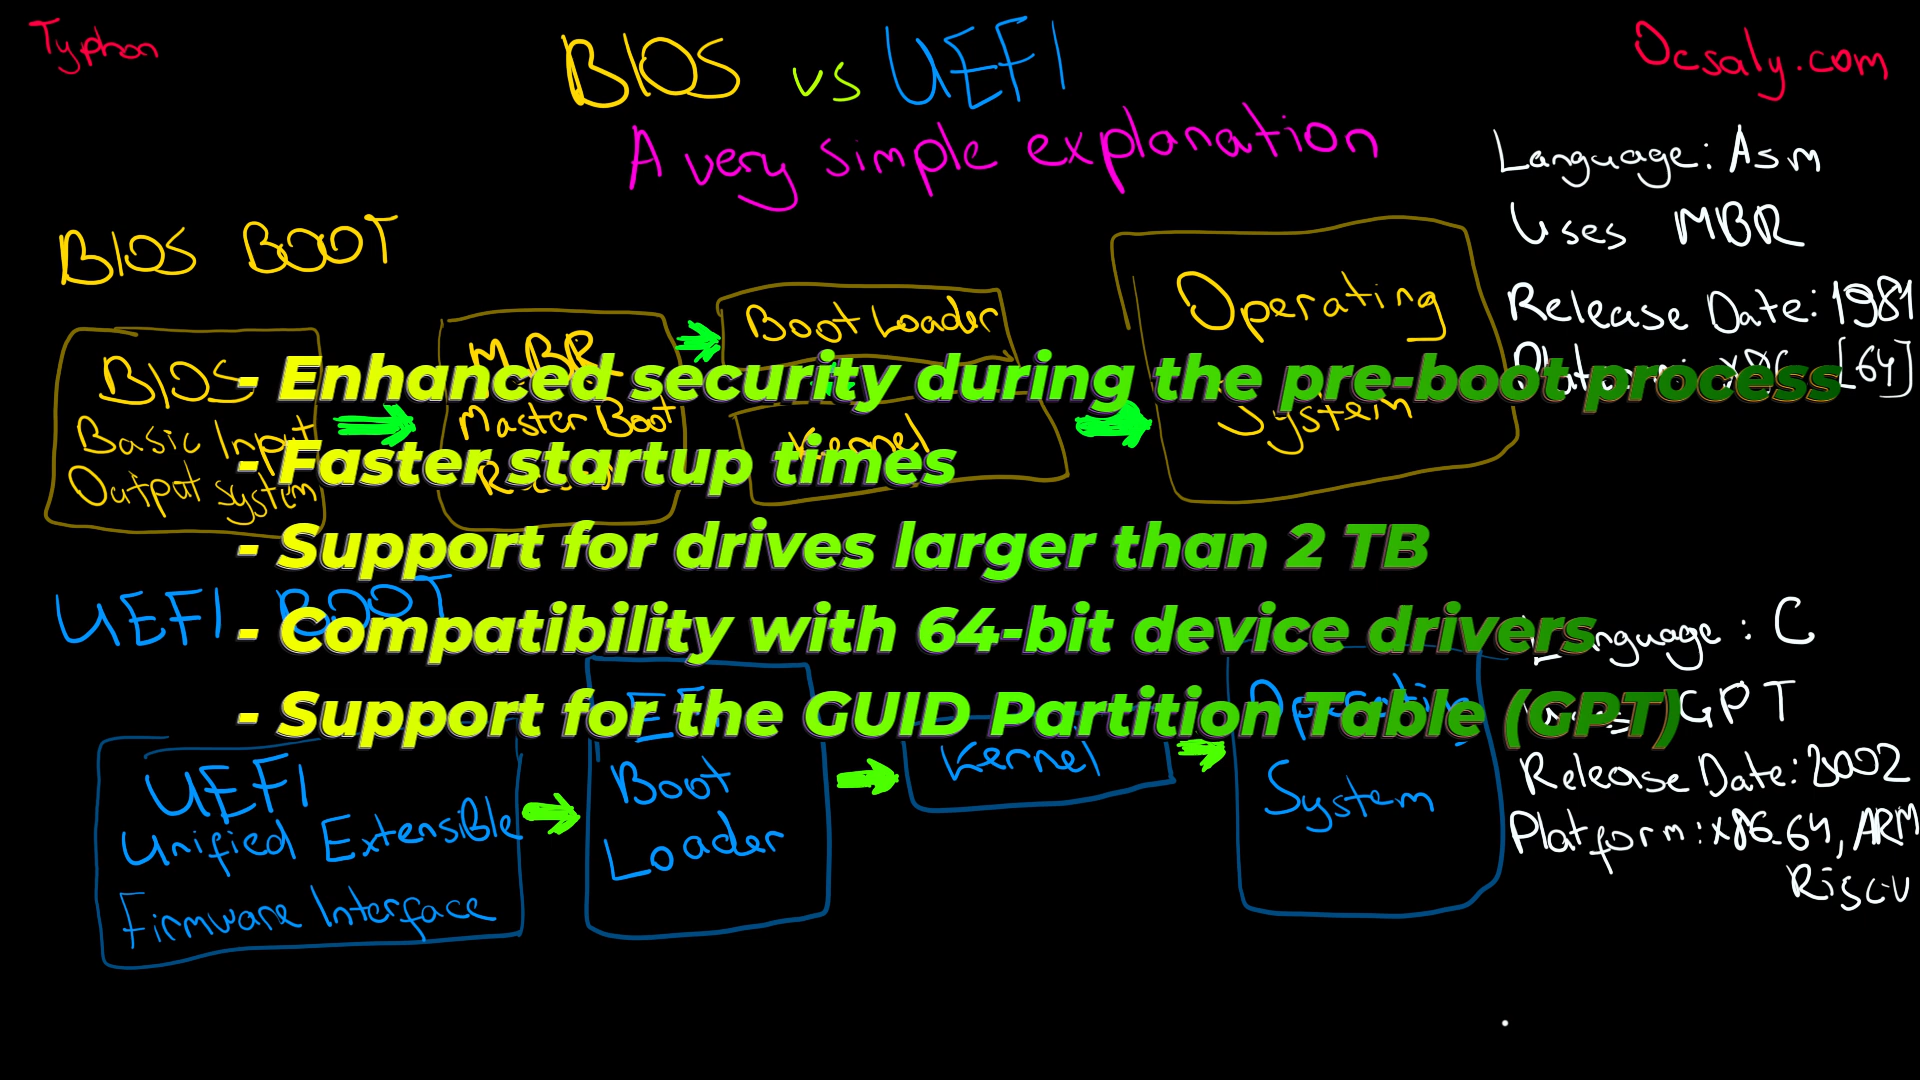 Typhon
BIOS vs UEFI
Ocsaly.com
A very simple explanation
Language: Asm
Uses MBR
Release Date: 1981
x86 [64]
BIOS BOOT
BIOS
Basic Input
Output system
MBR
Master Boot
Boot Loader
Kernel
Operating
System
- Enhanced security during the pre-boot process
- Faster startup times
- Support for drives larger than 2 TB
- Compatibility with 64-bit device drivers
- Support for the GUID Partition Table (GPT)
UEFI BOOT
UEFI
Unified Extensible
Firmware Interface
Boot
Loader
Kernel
Operating
System
Language : C
GPT
Release Date: 2002
Platform: x86_64, ARM
Risc-V